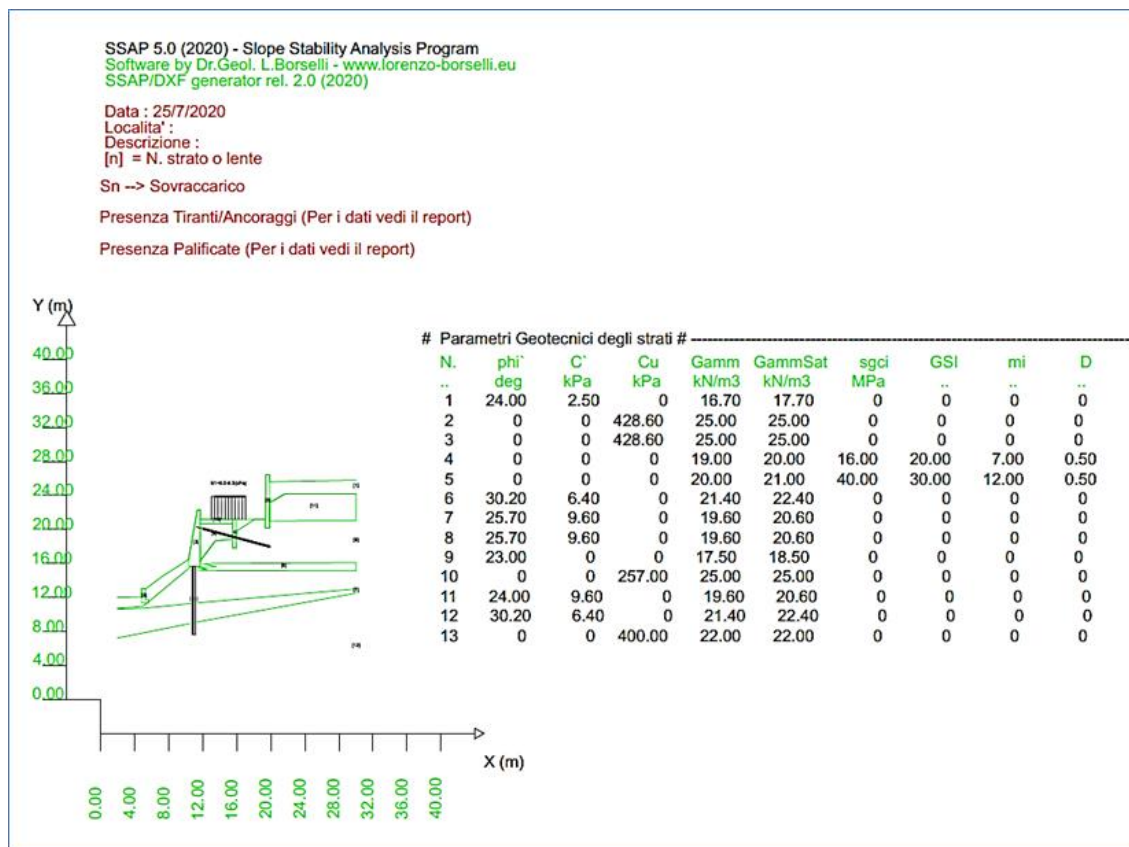 SSAP 5.0 (2020) - Slope Stability Analysis Program
Software by Dr.Geol. L.Borselli - www.lorenzo-borselli.eu
SSAP/DXF generator rel. 2.0 (2020)
Data : 25/7/2020
Localita' :
Descrizione :
[n] = N. strato o lente
Sn --> Sovraccarico
Presenza Tiranti/Ancoraggi (Per i dati vedi il report)
Presenza Palificate (Per i dati vedi il report)
Y (m)
40.00
36.00
32.00
28.00
24.00
20.00
16.00
12.00
8.00
4.00
0.00
# Parametri Geotecnici degli strati #
N. phi` C` Cu Gamm GammSat sgci GSI mi D
.. deg kPa kPa kN/m3 kN/m3 MPa .. .. ..
1 24.00 2.50 0 16.70 17.70 0 0 0 0
2 0 0 428.60 25.00 25.00 0 0 0 0
3 0 0 428.60 25.00 25.00 0 0 0 0
4 0 0 0 19.00 20.00 16.00 20.00 7.00 0.50
5 0 0 0 20.00 21.00 40.00 30.00 12.00 0.50
6 30.20 6.40 0 21.40 22.40 0 0 0 0
7 25.70 9.60 0 19.60 20.60 0 0 0 0
8 25.70 9.60 0 19.60 20.60 0 0 0 0
9 23.00 0 0 17.50 18.50 0 0 0 0
10 0 0 257.00 25.00 25.00 0 0 0 0
11 24.00 9.60 0 19.60 20.60 0 0 0 0
12 30.20 6.40 0 21.40 22.40 0 0 0 0
13 0 0 400.00 22.00 22.00 0 0 0 0
X (m)
0.00
4.00
8.00
12.00
16.00
20.00
24.00
28.00
32.00
36.00
40.00